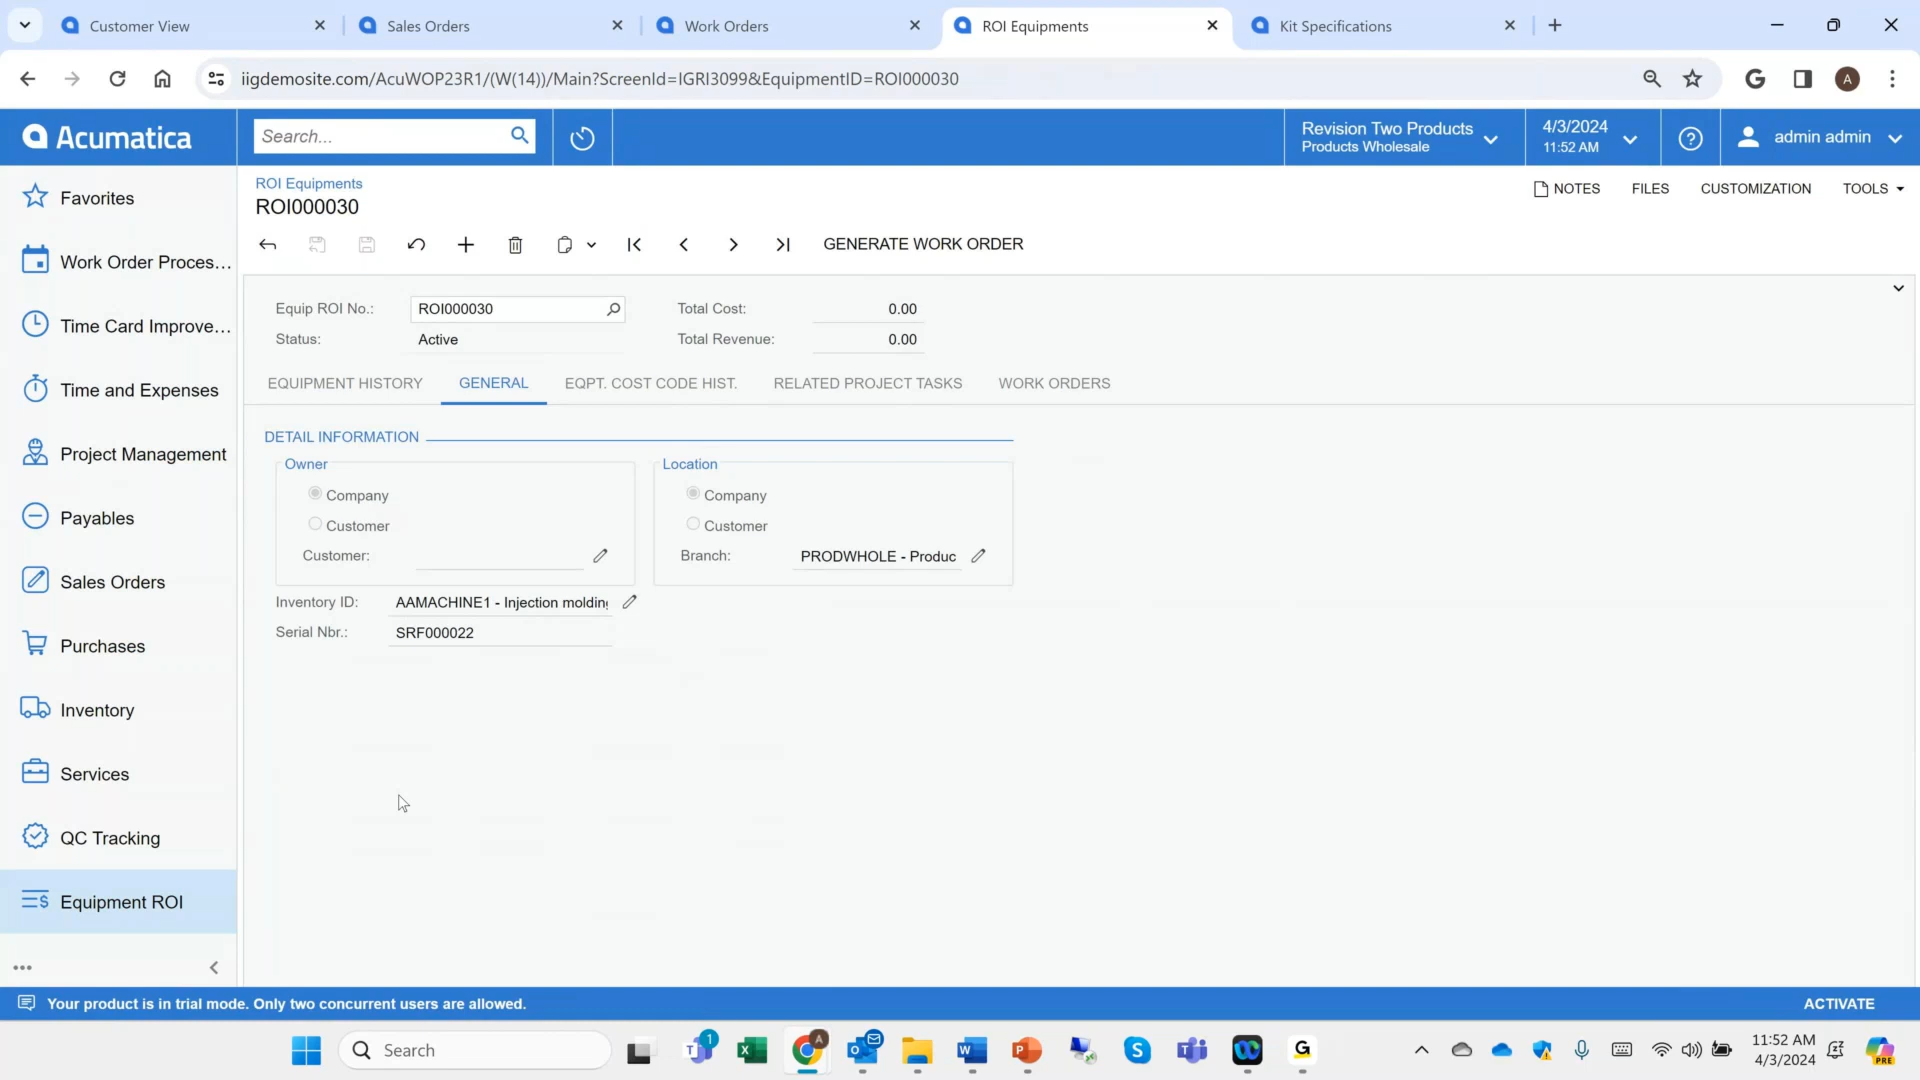 Customer View
Sales Orders
Work Orders
ROI Equipments
Kit Specifications
iigdemosite.com/AcuWOP23R1/(W(14))/Main?ScreenId=IGRI3099&EquipmentID=ROI000030
A
Acumatica
Search...
Revision Two Products
Products Wholesale
4/3/2024
11:52 AM
admin admin
Favorites
Work Order Proces...
Time Card Improve...
Time and Expenses
Project Management
Payables
Sales Orders
Purchases
Inventory
Services
QC Tracking
Equipment ROI
ROI Equipments
ROI000030
NOTES
FILES
CUSTOMIZATION
TOOLS
GENERATE WORK ORDER
Equip ROI No.: ROI000030
Total Cost: 0.00
Status: Active
Total Revenue: 0.00
EQUIPMENT HISTORY
GENERAL
EQPT. COST CODE HIST.
RELATED PROJECT TASKS
WORK ORDERS
DETAIL INFORMATION
Owner
Company
Customer
Customer:
Location
Company
Customer
Branch: PRODWHOLE - Produc
Inventory ID: AAMACHINE1 - Injection molding
Serial Nbr.: SRF000022
Your product is in trial mode. Only two concurrent users are allowed.
ACTIVATE
Search
1
A
11:52 AM
4/3/2024
PRE